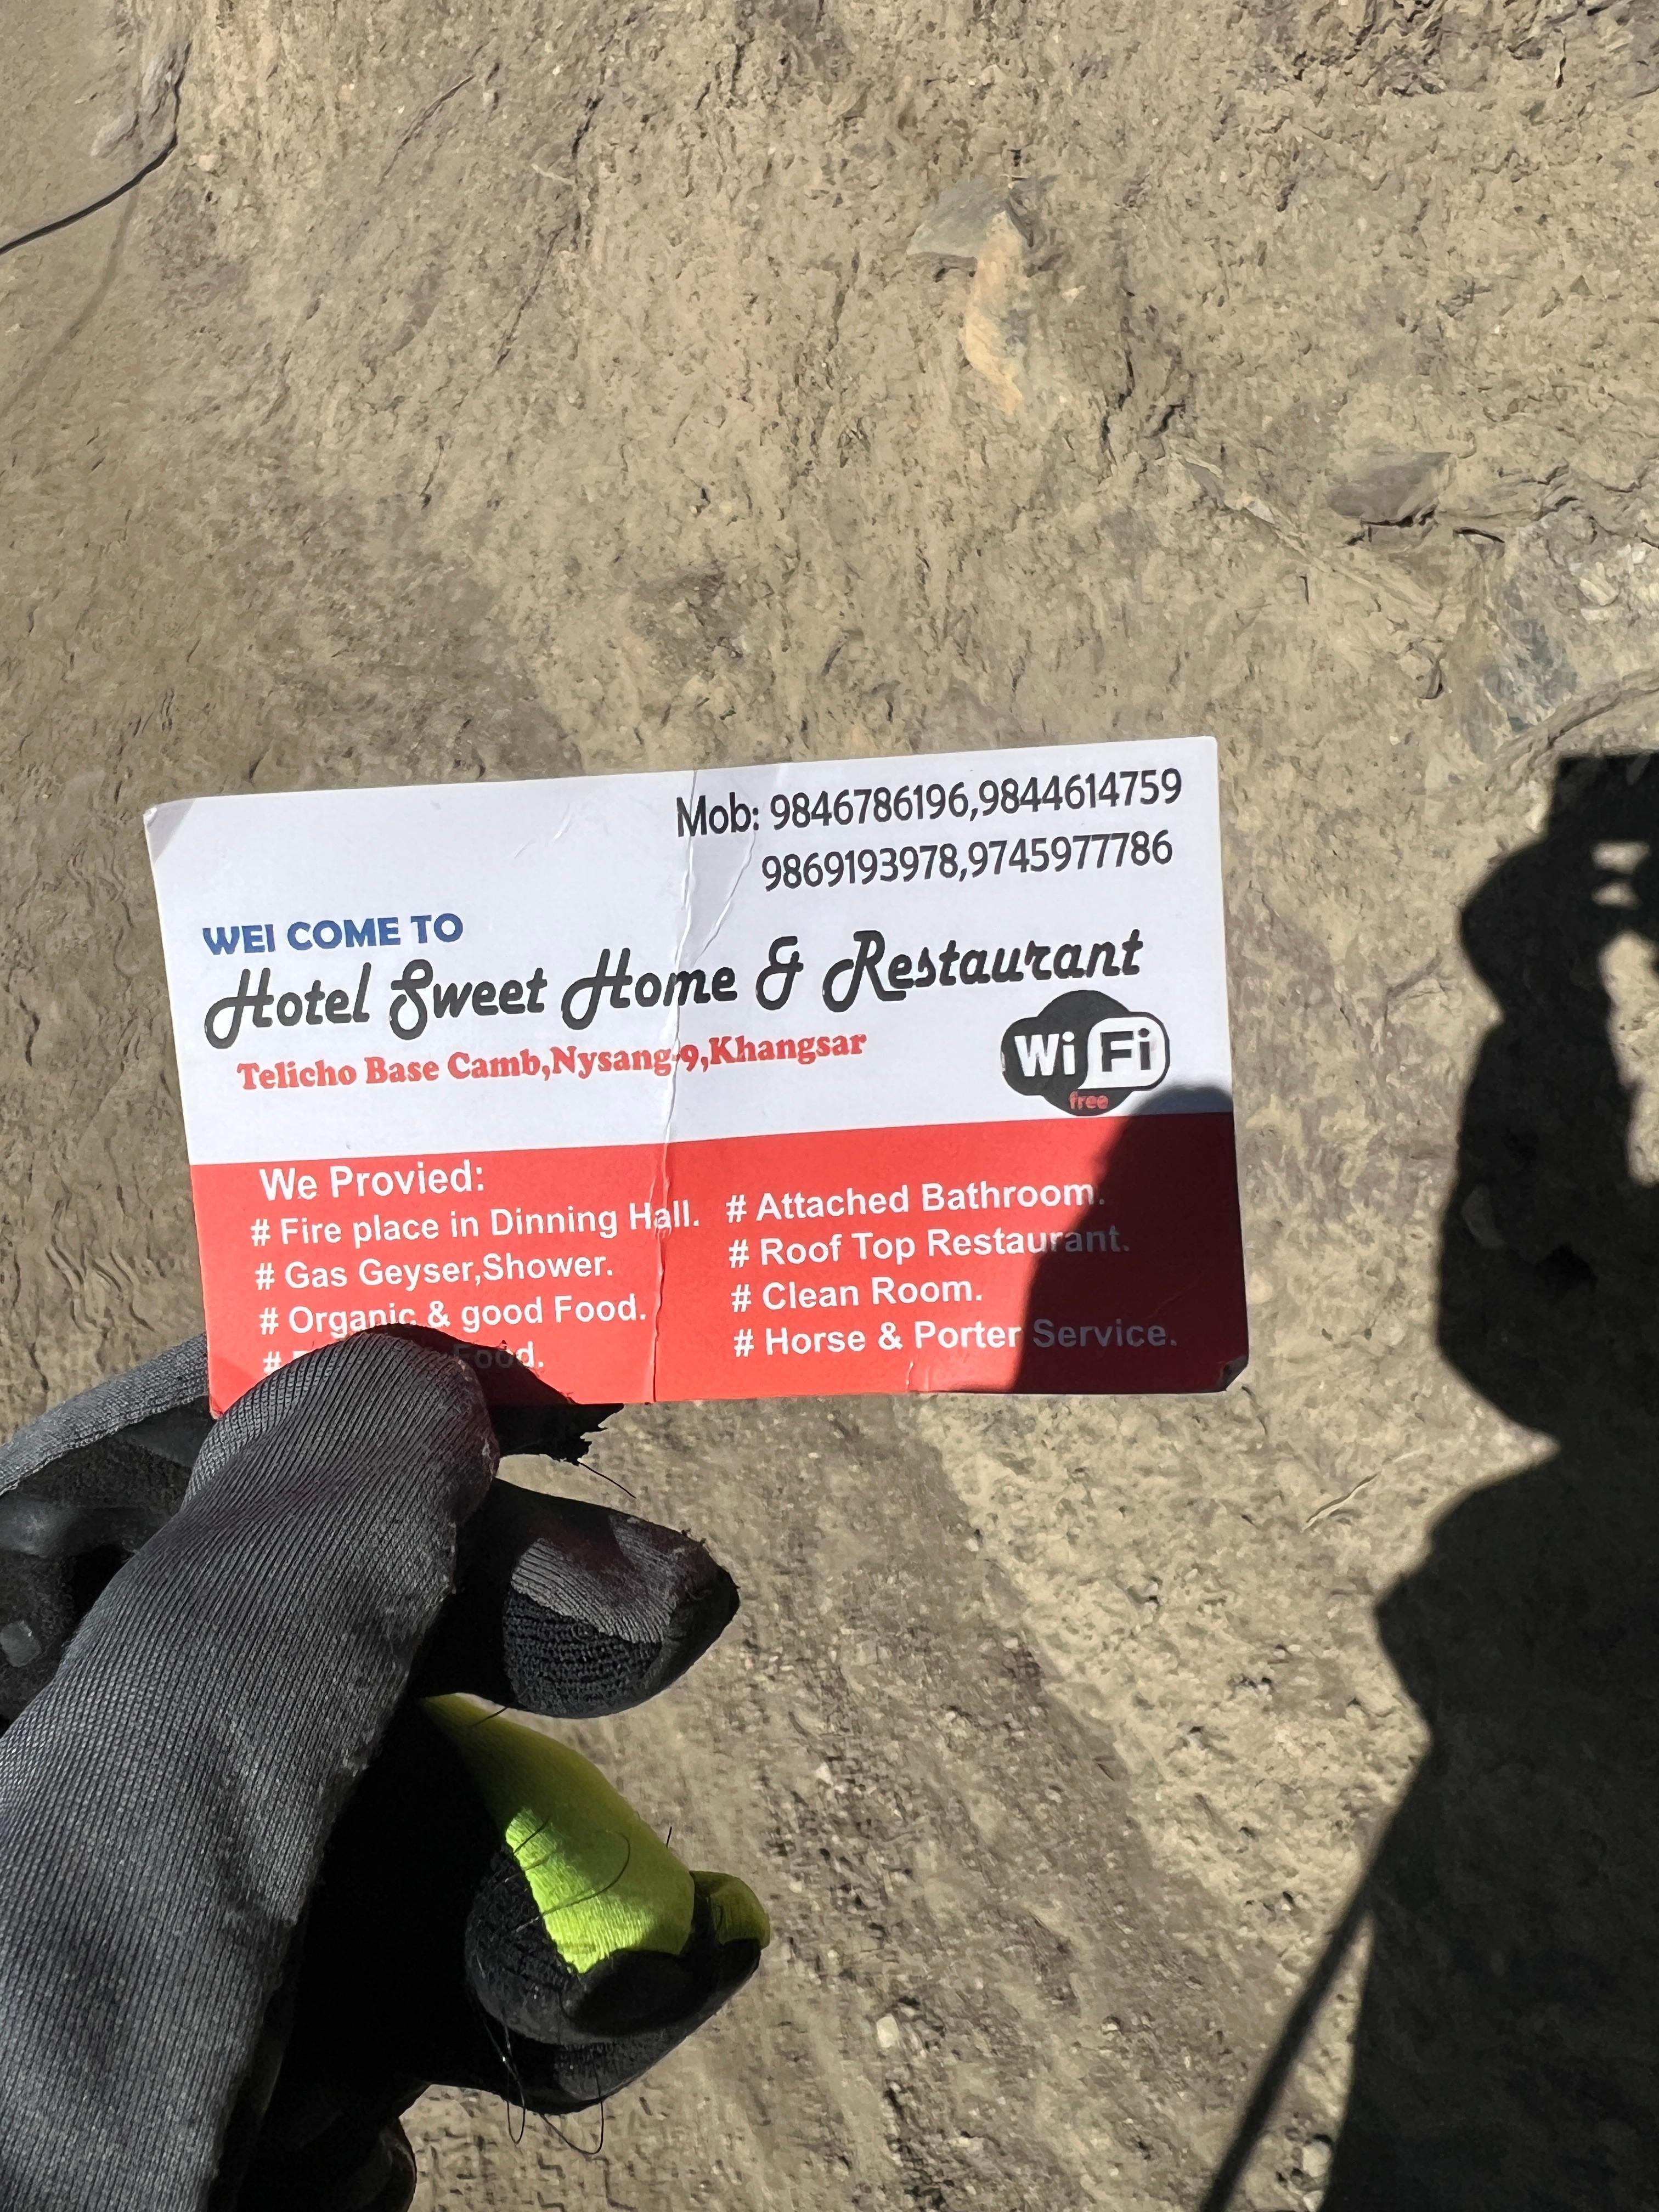 Mob: 9846786196,9844614759
9869193978,9745977786
WEI COME TO
Hotel Sweet Home & Restaurant
Telicho Base Camb,Nysang-9,Khangsar
Wi Fi
free
We Provied:
# Fire place in Dinning Hall.
# Gas Geyser,Shower.
# Organic & good Food.
# Food.
# Attached Bathroom.
# Roof Top Restaurant.
# Clean Room.
# Horse & Porter Service.